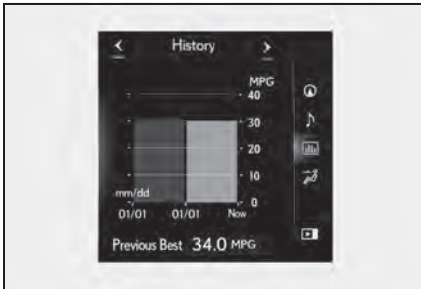 History
MPG
40
30
20
10
0
mm/dd
01/01 01/01 Now
Previous Best 34.0 MPG